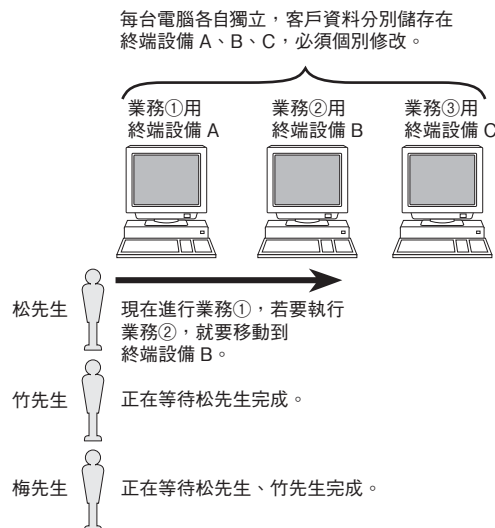 每台電腦各自獨立，客戶資料分別儲存在
終端設備 A、B、C，必須個別修改。
業務①用
終端設備 A
業務②用
終端設備 B
業務③用
終端設備 C
松先生
現在進行業務①，若要執行
業務②，就要移動到
終端設備 B。
竹先生
正在等待松先生完成。
梅先生
正在等待松先生、竹先生完成。